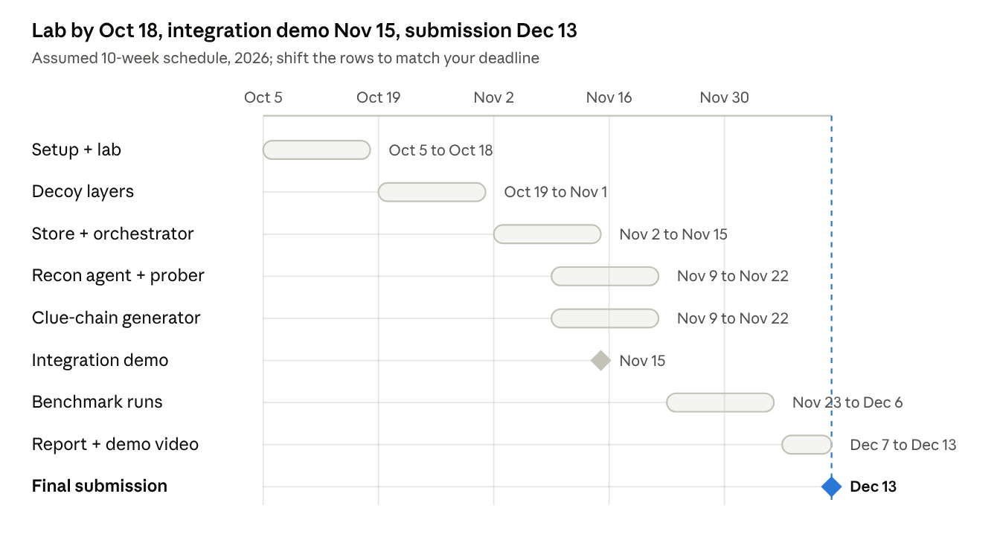 Lab by Oct 18, integration demo Nov 15, submission Dec 13
Assumed 10-week schedule, 2026; shift the rows to match your deadline
Oct 5 Oct 19 Nov 2 Nov 16 Nov 30
Setup + lab Oct 5 to Oct 18
Decoy layers Oct 19 to Nov 1
Store + orchestrator Nov 2 to Nov 15
Recon agent + prober Nov 9 to Nov 22
Clue-chain generator Nov 9 to Nov 22
Integration demo Nov 15
Benchmark runs Nov 23 to Dec 6
Report + demo video Dec 7 to Dec 13
Final submission Dec 13